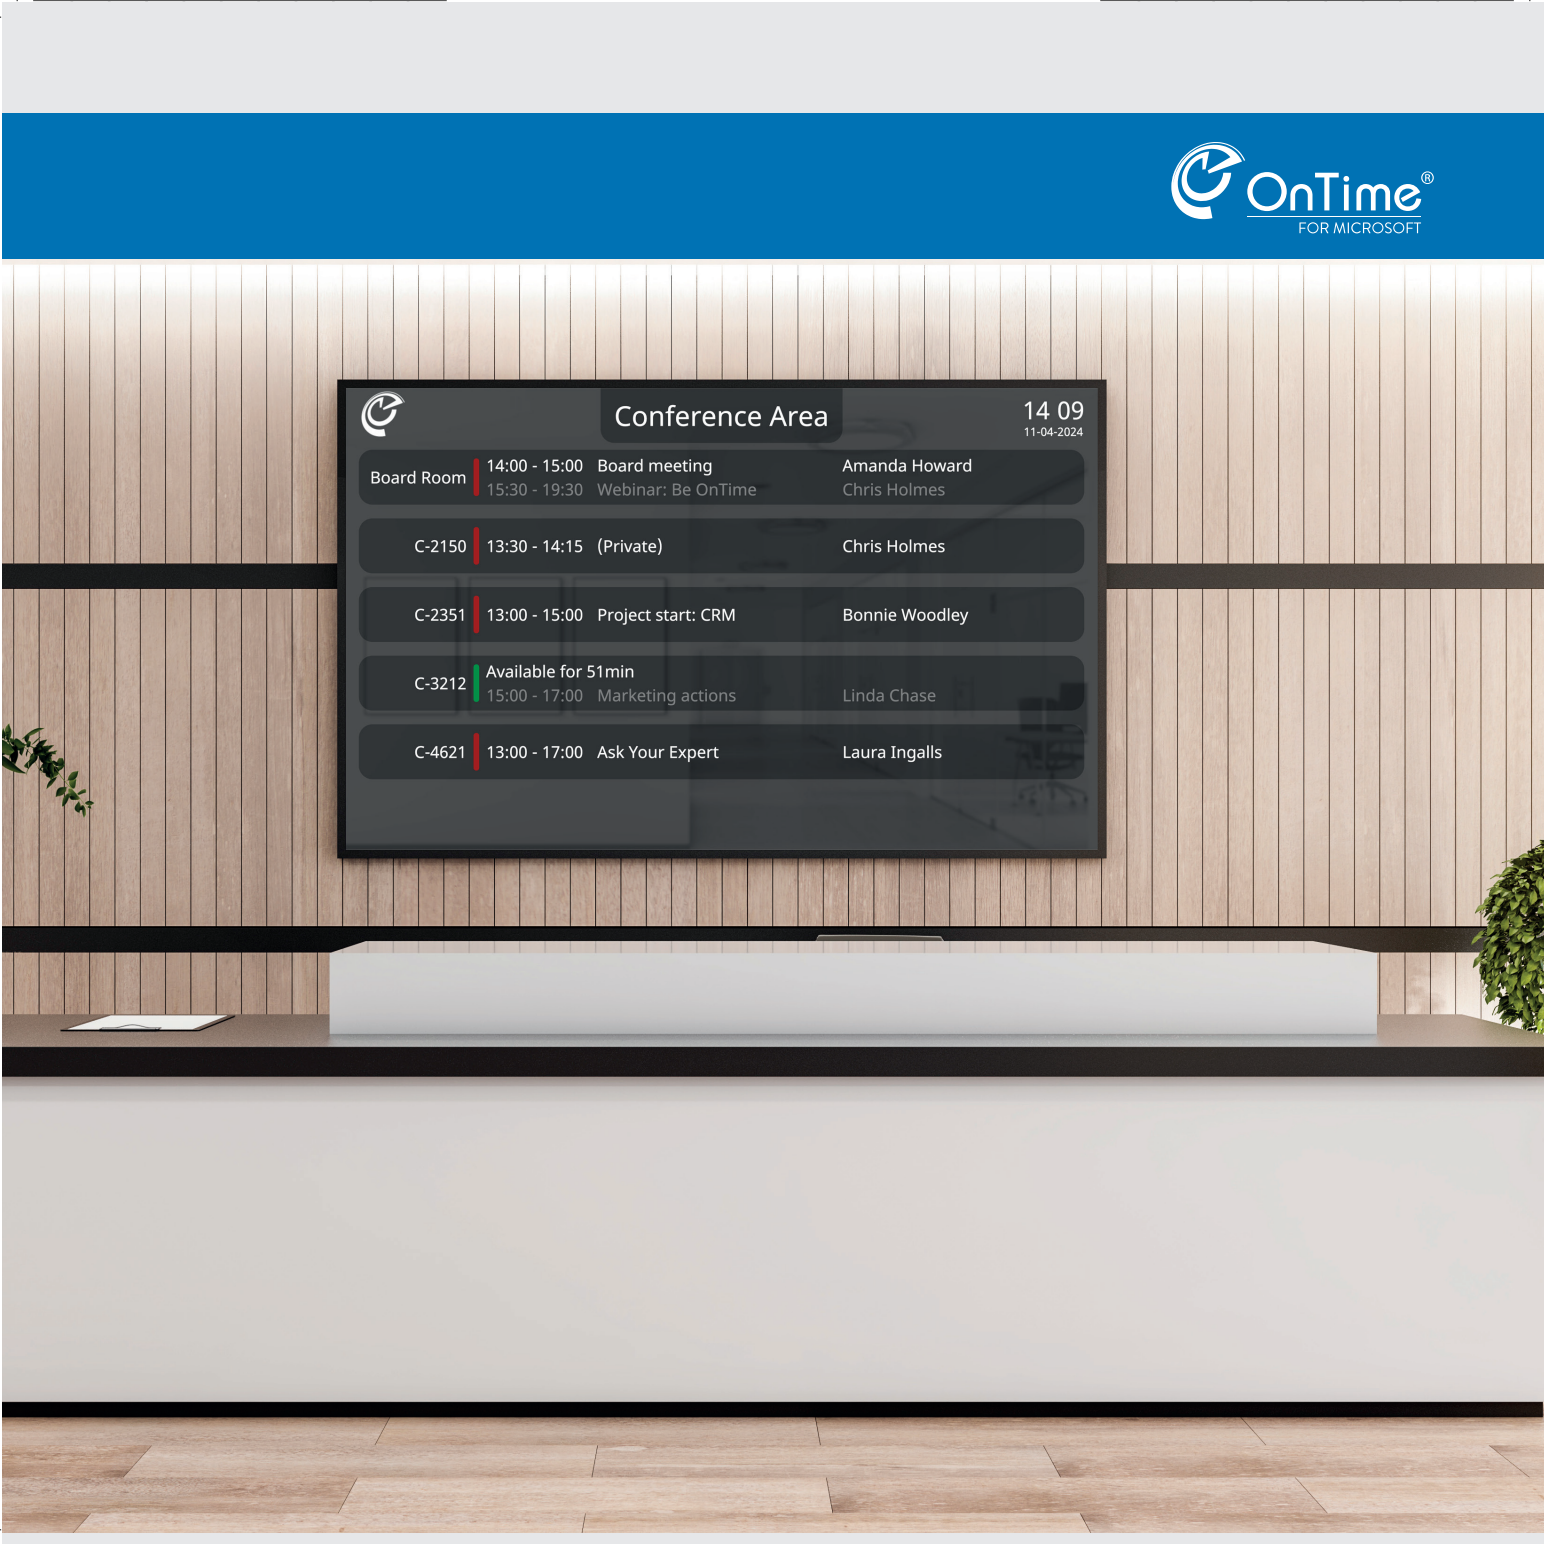 OnTime®
FOR MICROSOFT
Conference Area
14 09
11-04-2024
Board Room 14:00 - 15:00 Board meeting Amanda Howard
15:30 - 19:30 Webinar: Be OnTime Chris Holmes
C-2150 13:30 - 14:15 (Private) Chris Holmes
C-2351 13:00 - 15:00 Project start: CRM Bonnie Woodley
Available for 51min
C-3212
15:00 - 17:00 Marketing actions Linda Chase
C-4621 13:00 - 17:00 Ask Your Expert Laura Ingalls